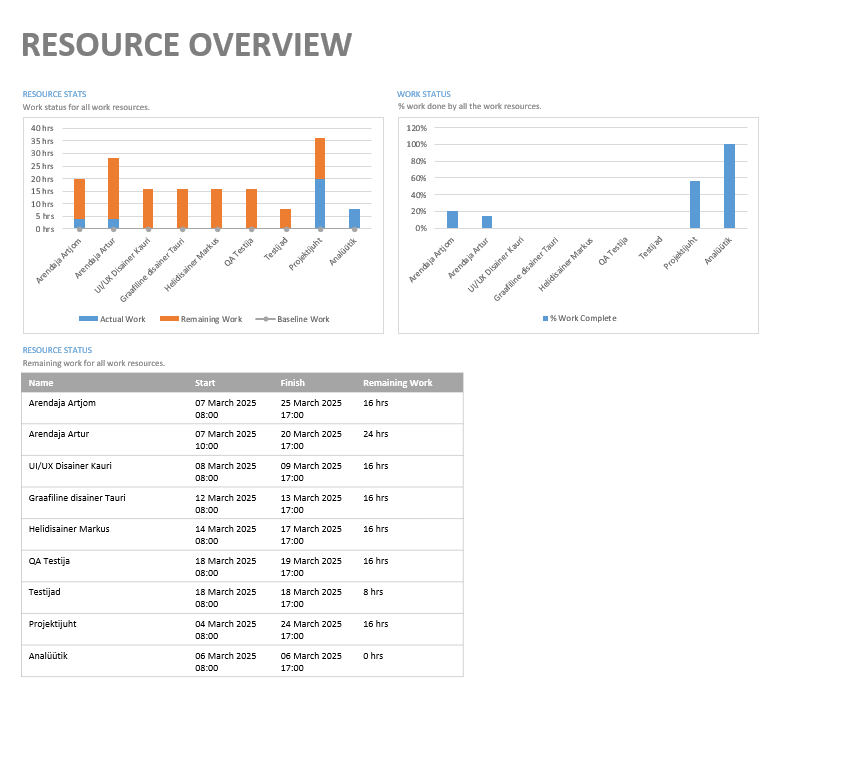 RESOURCE OVERVIEW
RESOURCE STATS
Work status for all work resources.
40 hrs
35 hrs
30 hrs
25 hrs
20 hrs
15 hrs
10 hrs
5 hrs
0 hrs
Arendaja Artjom
Arendaja Artur
UI/UX Disainer Kauri
Graafiline disainer Tauri
Helidisainer Markus
QA Testija
Testijad
Projektijuht
Analüütik
Actual Work Remaining Work Baseline Work
WORK STATUS
% work done by all the work resources.
120%
100%
80%
60%
40%
20%
0%
Arendaja Artjom
Arendaja Artur
UI/UX Disainer Kauri
Graafiline disainer Tauri
Helidisainer Markus
QA Testija
Testijad
Projektijuht
Analüütik
% Work Complete
RESOURCE STATUS
Remaining work for all work resources.
Name Start Finish Remaining Work
Arendaja Artjom 07 March 2025 25 March 2025 16 hrs
08:00 17:00
Arendaja Artur 07 March 2025 20 March 2025 24 hrs
10:00 17:00
UI/UX Disainer Kauri 08 March 2025 09 March 2025 16 hrs
08:00 17:00
Graafiline disainer Tauri 12 March 2025 13 March 2025 16 hrs
08:00 17:00
Helidisainer Markus 14 March 2025 17 March 2025 16 hrs
08:00 17:00
QA Testija 18 March 2025 19 March 2025 16 hrs
08:00 17:00
Testijad 18 March 2025 18 March 2025 8 hrs
08:00 17:00
Projektijuht 04 March 2025 24 March 2025 16 hrs
08:00 17:00
Analüütik 06 March 2025 06 March 2025 0 hrs
08:00 17:00